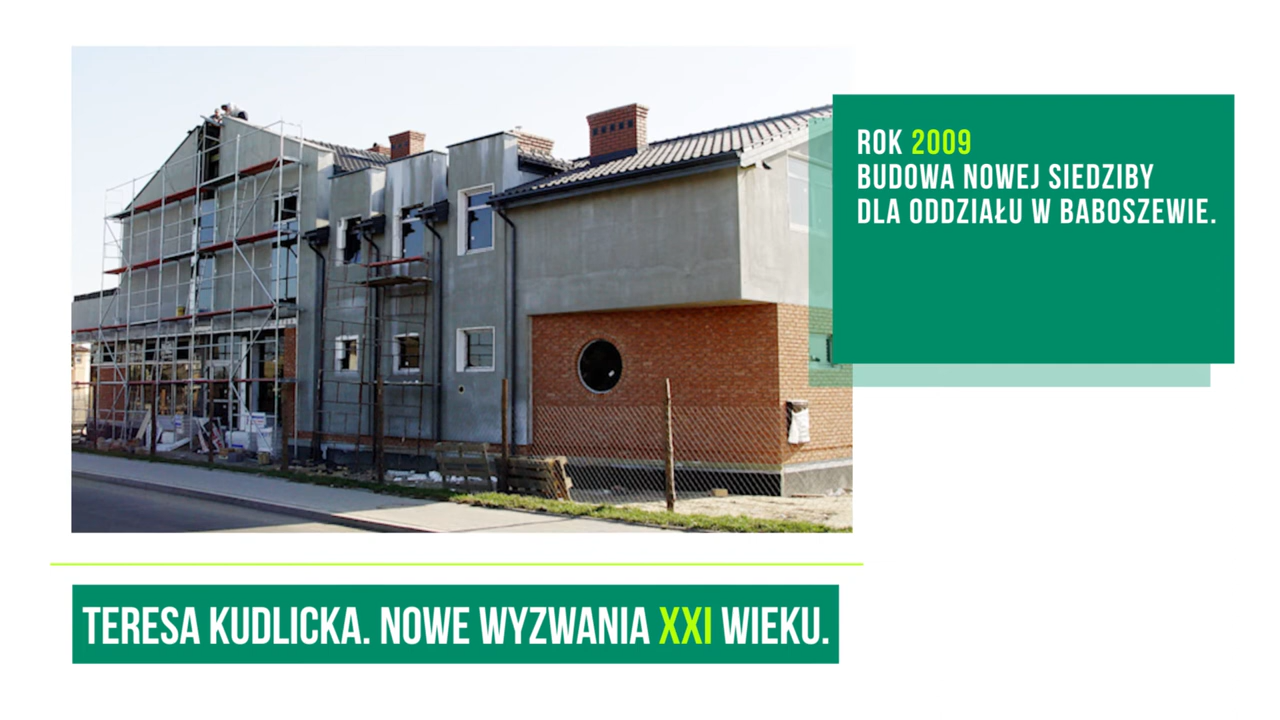 ROK 2009
BUDOWA NOWEJ SIEDZIBY
DLA ODDZIAŁU W BABOSZEWIE.
TERESA KUDLICKA. NOWE WYZWANIA XXI WIEKU.